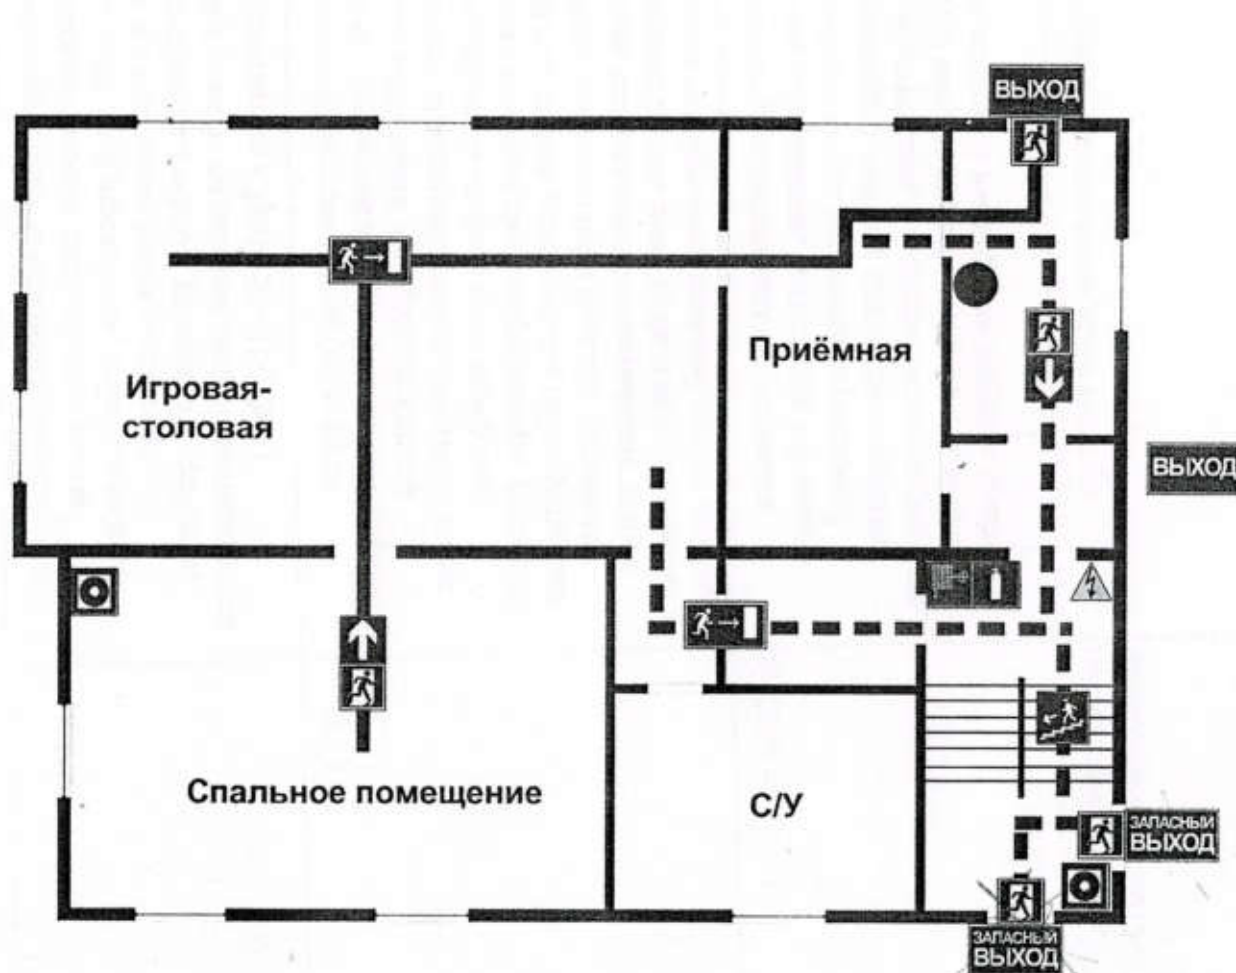 ВЫХОД
Приёмная
Игровая-
столовая
ВЫХОД
Спальное помещение
С/У
ЗАПАСНЫЙ
ВЫХОД
ЗАПАСНЫЙ
ВЫХОД